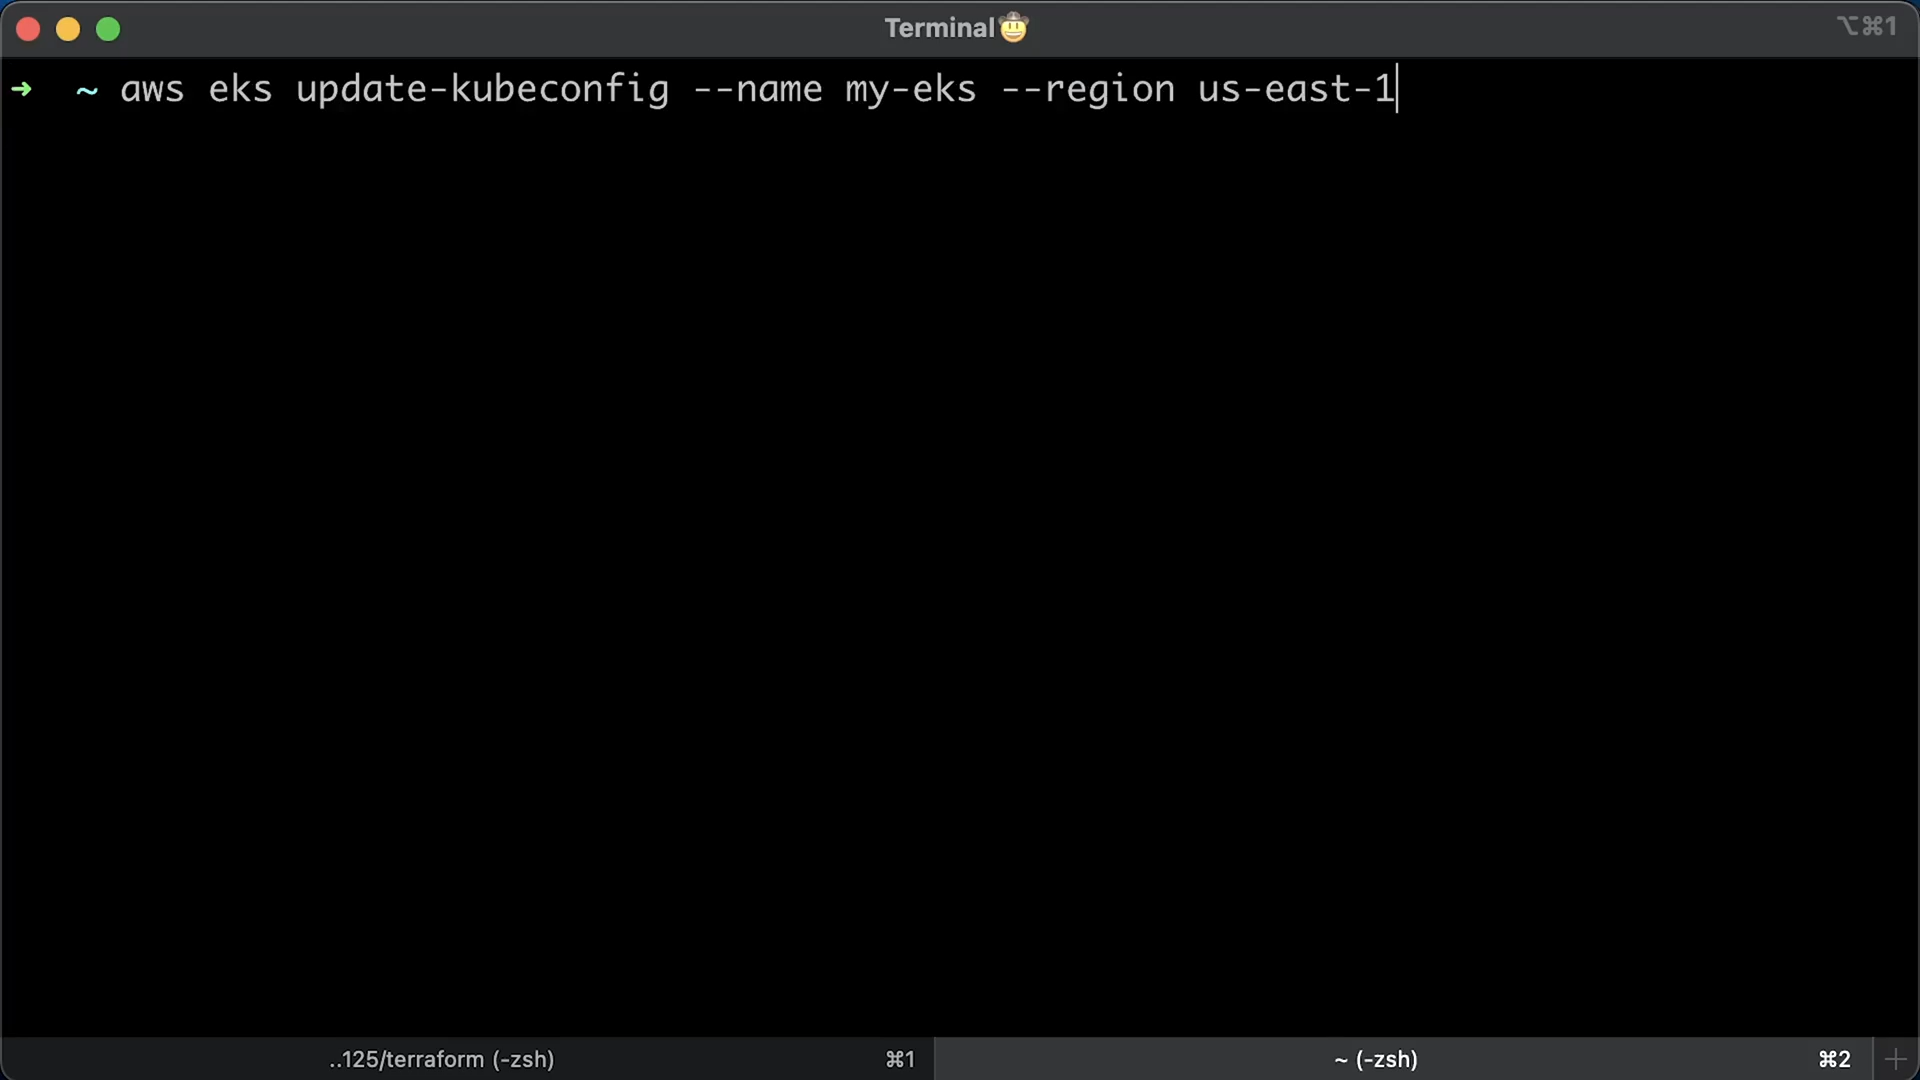 Terminal🤠
⌥⌘1
➜ ~ aws eks update-kubeconfig --name my-eks --region us-east-1
..125/terraform (-zsh) ⌘1
~ (-zsh) ⌘2 +